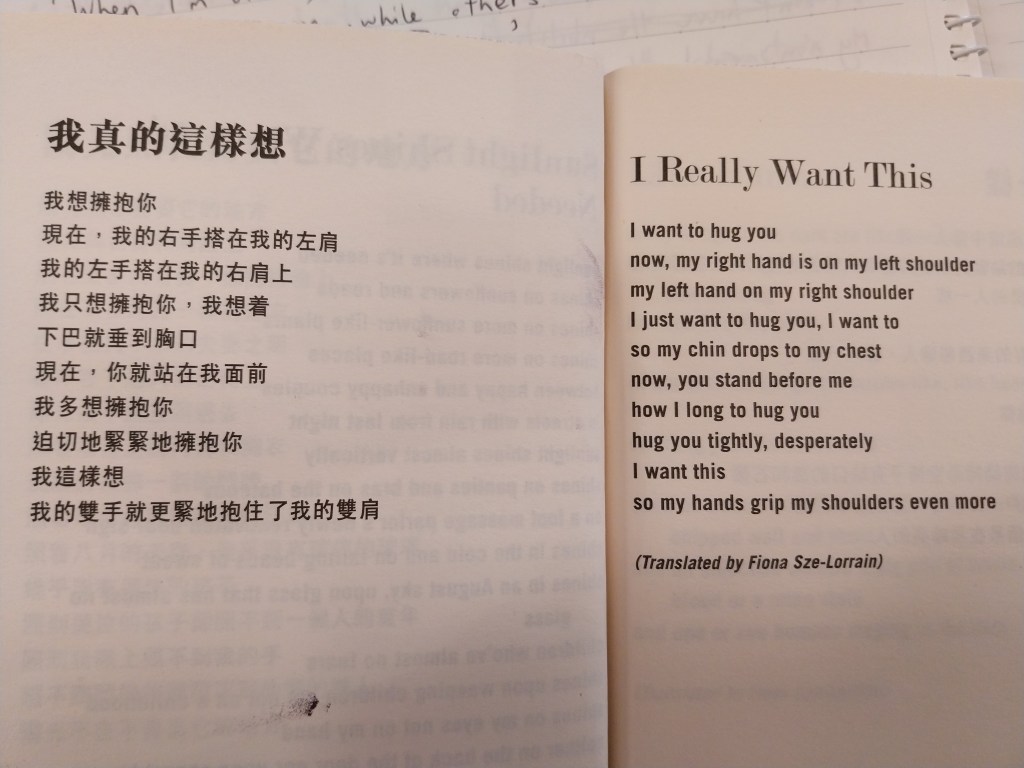 When I'm
while others
我真的這樣想
我想擁抱你
現在，我的右手搭在我的左肩
我的左手搭在我的右肩上
我只想擁抱你，我想着
下巴就垂到胸口
現在，你就站在我面前
我多想擁抱你
迫切地緊緊地擁抱你
我這樣想
我的雙手就更緊地抱住了我的雙肩
I Really Want This
I want to hug you
now, my right hand is on my left shoulder
my left hand on my right shoulder
I just want to hug you, I want to
so my chin drops to my chest
now, you stand before me
how I long to hug you
hug you tightly, desperately
I want this
so my hands grip my shoulders even more
(Translated by Fiona Sze-Lorrain)